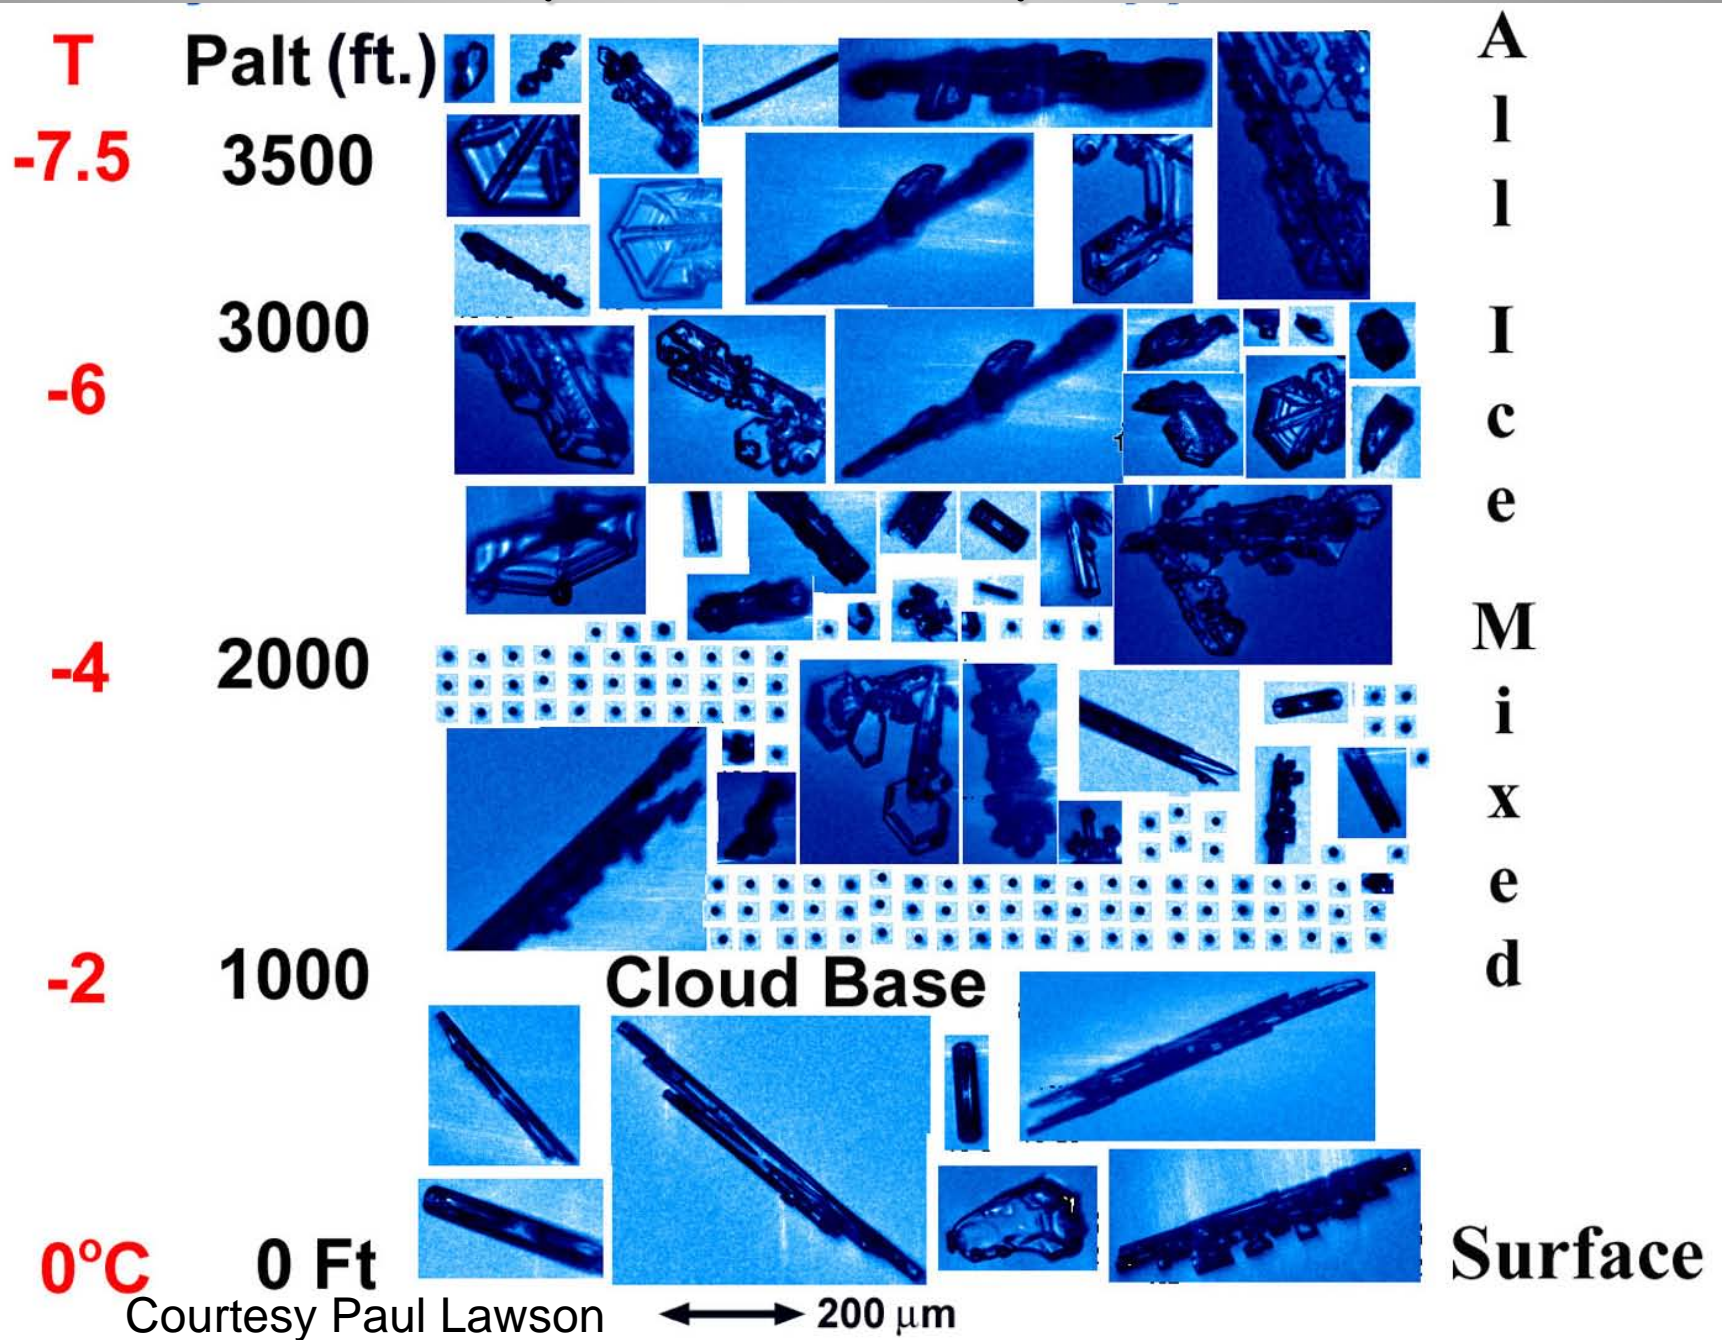 T Palt (ft.)
-7.5 3500
3000
-6
-4 2000
-2 1000 Cloud Base
0ºC 0 Ft
Courtesy Paul Lawson 200 μm
All Ice
Mixed
Surface